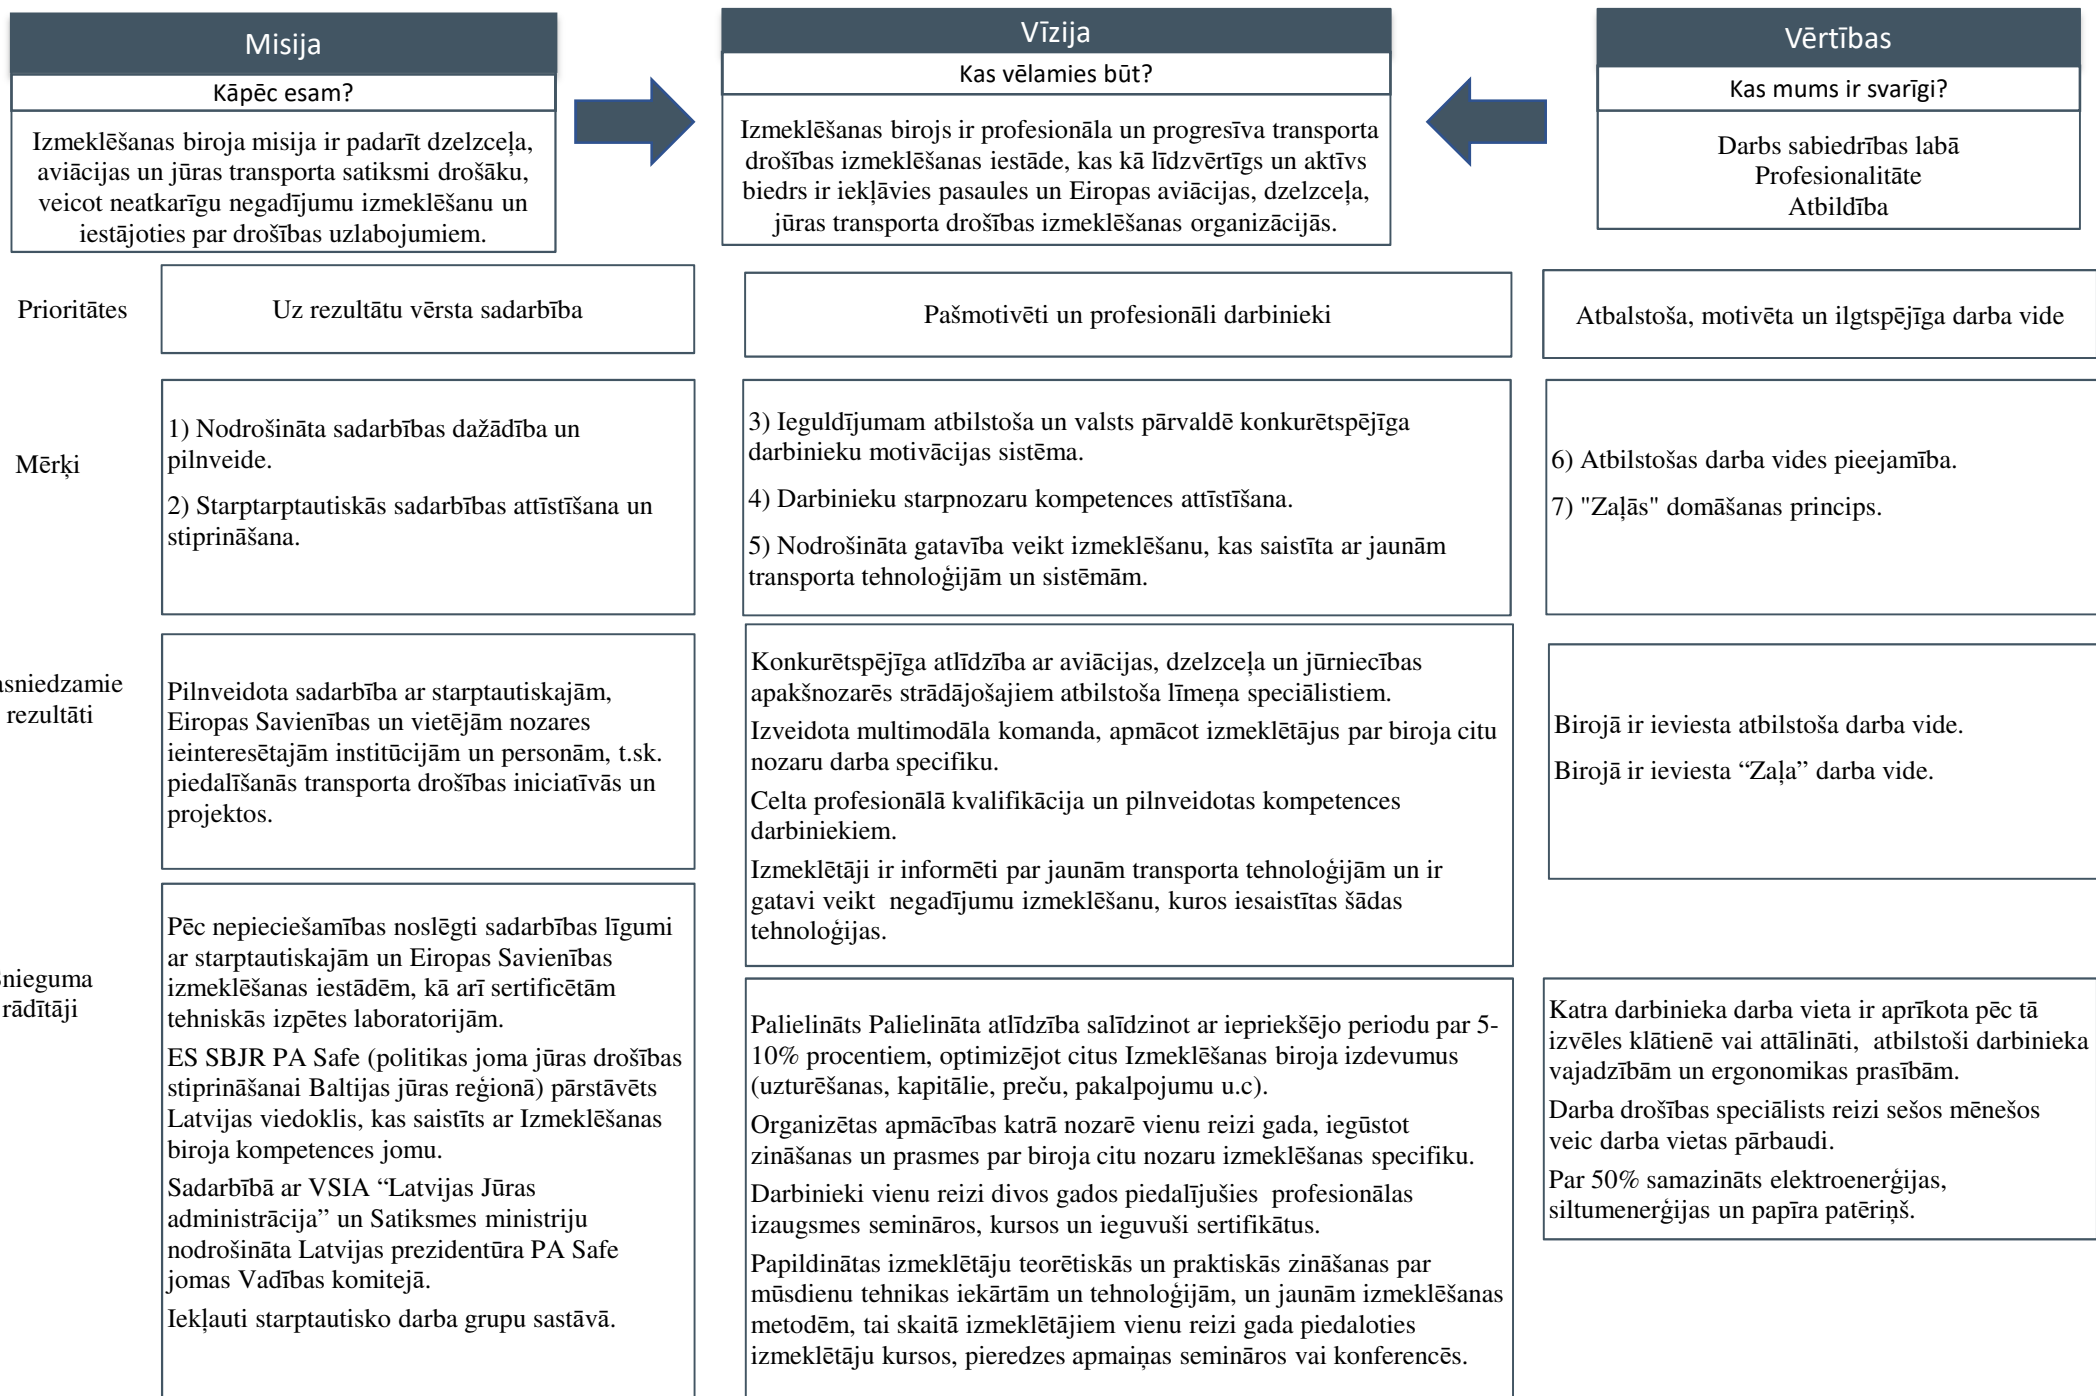 Misija
Kāpēc esam?
Izmeklēšanas biroja misija ir padarīt dzelzceļa,
aviācijas un jūras transporta satiksmi drošāku,
veicot neatkarīgu negadījumu izmeklēšanu un
iestājoties par drošības uzlabojumiem.
Vīzija
Kas vēlamies būt?
Izmeklēšanas birojs ir profesionāla un progresīva transporta
drošības izmeklēšanas iestāde, kas kā līdzvērtīgs un aktīvs
biedrs ir iekļāvies pasaules un Eiropas aviācijas, dzelzceļa,
jūras transporta drošības izmeklēšanas organizācijās.
Vērtības
Kas mums ir svarīgi?
Darbs sabiedrības labā
Profesionalitāte
Atbildība
Prioritātes
Uz rezultātu vērsta sadarbība
Pašmotivēti un profesionāli darbinieki
Atbalstoša, motivēta un ilgtspējīga darba vide
Mērķi
1) Nodrošināta sadarbības dažādība un
pilnveide.
2) Starptarptautiskās sadarbības attīstīšana un
stiprināšana.
3) Ieguldījumam atbilstoša un valsts pārvaldē konkurētspējīga
darbinieku motivācijas sistēma.
4) Darbinieku starpnozaru kompetences attīstīšana.
5) Nodrošināta gatavība veikt izmeklēšanu, kas saistīta ar jaunām
transporta tehnoloģijām un sistēmām.
6) Atbilstošas darba vides pieejamība.
7) "Zaļās" domāšanas princips.
asniedzamie
rezultāti
Pilnveidota sadarbība ar starptautiskajām,
Eiropas Savienības un vietējām nozares
ieinteresētajām institūcijām un personām, t.sk.
piedalīšanās transporta drošības iniciatīvās un
projektos.
Konkurētspējīga atlīdzība ar aviācijas, dzelzceļa un jūrniecības
apakšnozarēs strādājošajiem atbilstoša līmeņa speciālistiem.
Izveidota multimodāla komanda, apmācot izmeklētājus par biroja citu
nozaru darba specifiku.
Celta profesionālā kvalifikācija un pilnveidotas kompetences
darbiniekiem.
Izmeklētāji ir informēti par jaunām transporta tehnoloģijām un ir
gatavi veikt negadījumu izmeklēšanu, kuros iesaistītas šādas
tehnoloģijas.
Birojā ir ieviesta atbilstoša darba vide.
Birojā ir ieviesta “Zaļa” darba vide.
nieguma
rādītāji
Pēc nepieciešamības noslēgti sadarbības līgumi
ar starptautiskajām un Eiropas Savienības
izmeklēšanas iestādēm, kā arī sertificētām
tehniskās izpētes laboratorijām.
ES SBJR PA Safe (politikas joma jūras drošības
stiprināšanai Baltijas jūras reģionā) pārstāvēts
Latvijas viedoklis, kas saistīts ar Izmeklēšanas
biroja kompetences jomu.
Sadarbībā ar VSIA “Latvijas Jūras
administrācija” un Satiksmes ministriju
nodrošināta Latvijas prezidentūra PA Safe
jomas Vadības komitejā.
Iekļauti starptautisko darba grupu sastāvā.
Palielināts Palielināta atlīdzība salīdzinot ar iepriekšējo periodu par 5-
10% procentiem, optimizējot citus Izmeklēšanas biroja izdevumus
(uzturēšanas, kapitālie, preču, pakalpojumu u.c).
Organizētas apmācības katrā nozarē vienu reizi gada, iegūstot
zināšanas un prasmes par biroja citu nozaru izmeklēšanas specifiku.
Darbinieki vienu reizi divos gados piedalījušies profesionālas
izaugsmes semināros, kursos un ieguvuši sertifikātus.
Papildinātas izmeklētāju teorētiskās un praktiskās zināšanas par
mūsdienu tehnikas iekārtām un tehnoloģijām, un jaunām izmeklēšanas
metodēm, tai skaitā izmeklētājiem vienu reizi gada piedaloties
izmeklētāju kursos, pieredzes apmaiņas semināros vai konferencēs.
Katra darbinieka darba vieta ir aprīkota pēc tā
izvēles klātienē vai attālināti, atbilstoši darbinieka
vajadzībām un ergonomikas prasībām.
Darba drošības speciālists reizi sešos mēnešos
veic darba vietas pārbaudi.
Par 50% samazināts elektroenerģijas,
siltumenerģijas un papīra patēriņš.